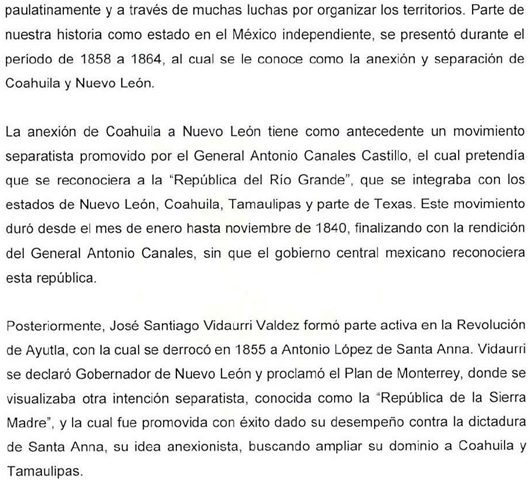 paulatinamente y a través de muchas luchas por organizar los territorios. Parte de
nuestra historia como estado en el México independiente, se presentó durante el
período de 1858 a 1864, al cual se le conoce como la anexión y separación de
Coahuila y Nuevo León.
La anexión de Coahuila a Nuevo León tiene como antecedente un movimiento
separatista promovido por el General Antonio Canales Castillo, el cual pretendía
que se reconociera a la “República del Río Grande”, que se integraba con los
estados de Nuevo León, Coahuila, Tamaulipas y parte de Texas. Este movimiento
duró desde el mes de enero hasta noviembre de 1840, finalizando con la rendición
del General Antonio Canales, sin que el gobierno central mexicano reconociera
esta república.
Posteriormente, José Santiago Vidaurri Valdez formó parte activa en la Revolución
de Ayutla, con la cual se derrocó en 1855 a Antonio López de Santa Anna. Vidaurri
se declaró Gobernador de Nuevo León y proclamó el Plan de Monterrey, donde se
visualizaba otra intención separatista, conocida como la “República de la Sierra
Madre”, y la cual fue promovida con éxito dado su desempeño contra la dictadura
de Santa Anna, su idea anexionista, buscando ampliar su dominio a Coahuila y
Tamaulipas.